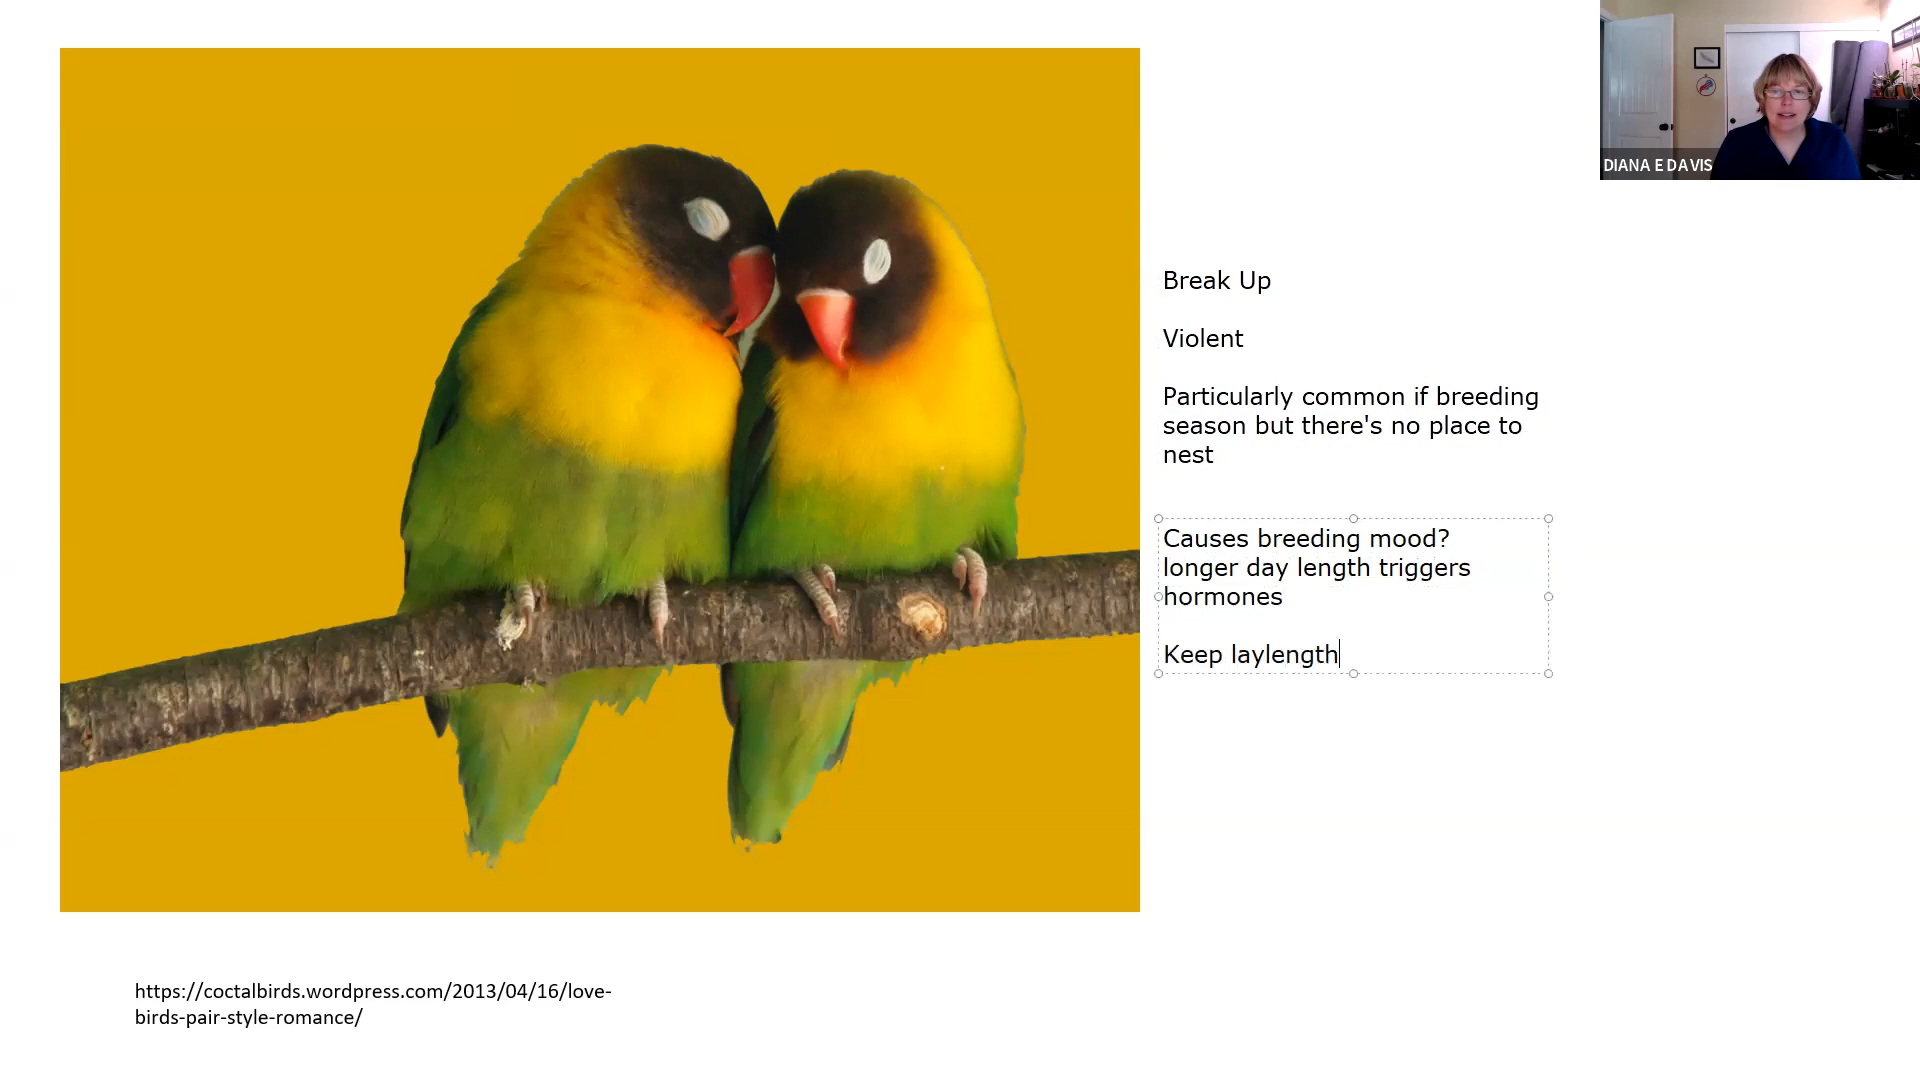 DIANA E DAVIS
Break Up
Violent
Particularly common if breeding
season but there's no place to
nest
Causes breeding mood?
longer day length triggers
hormones
Keep laylength
https://coctalbirds.wordpress.com/2013/04/16/love-
birds-pair-style-romance/